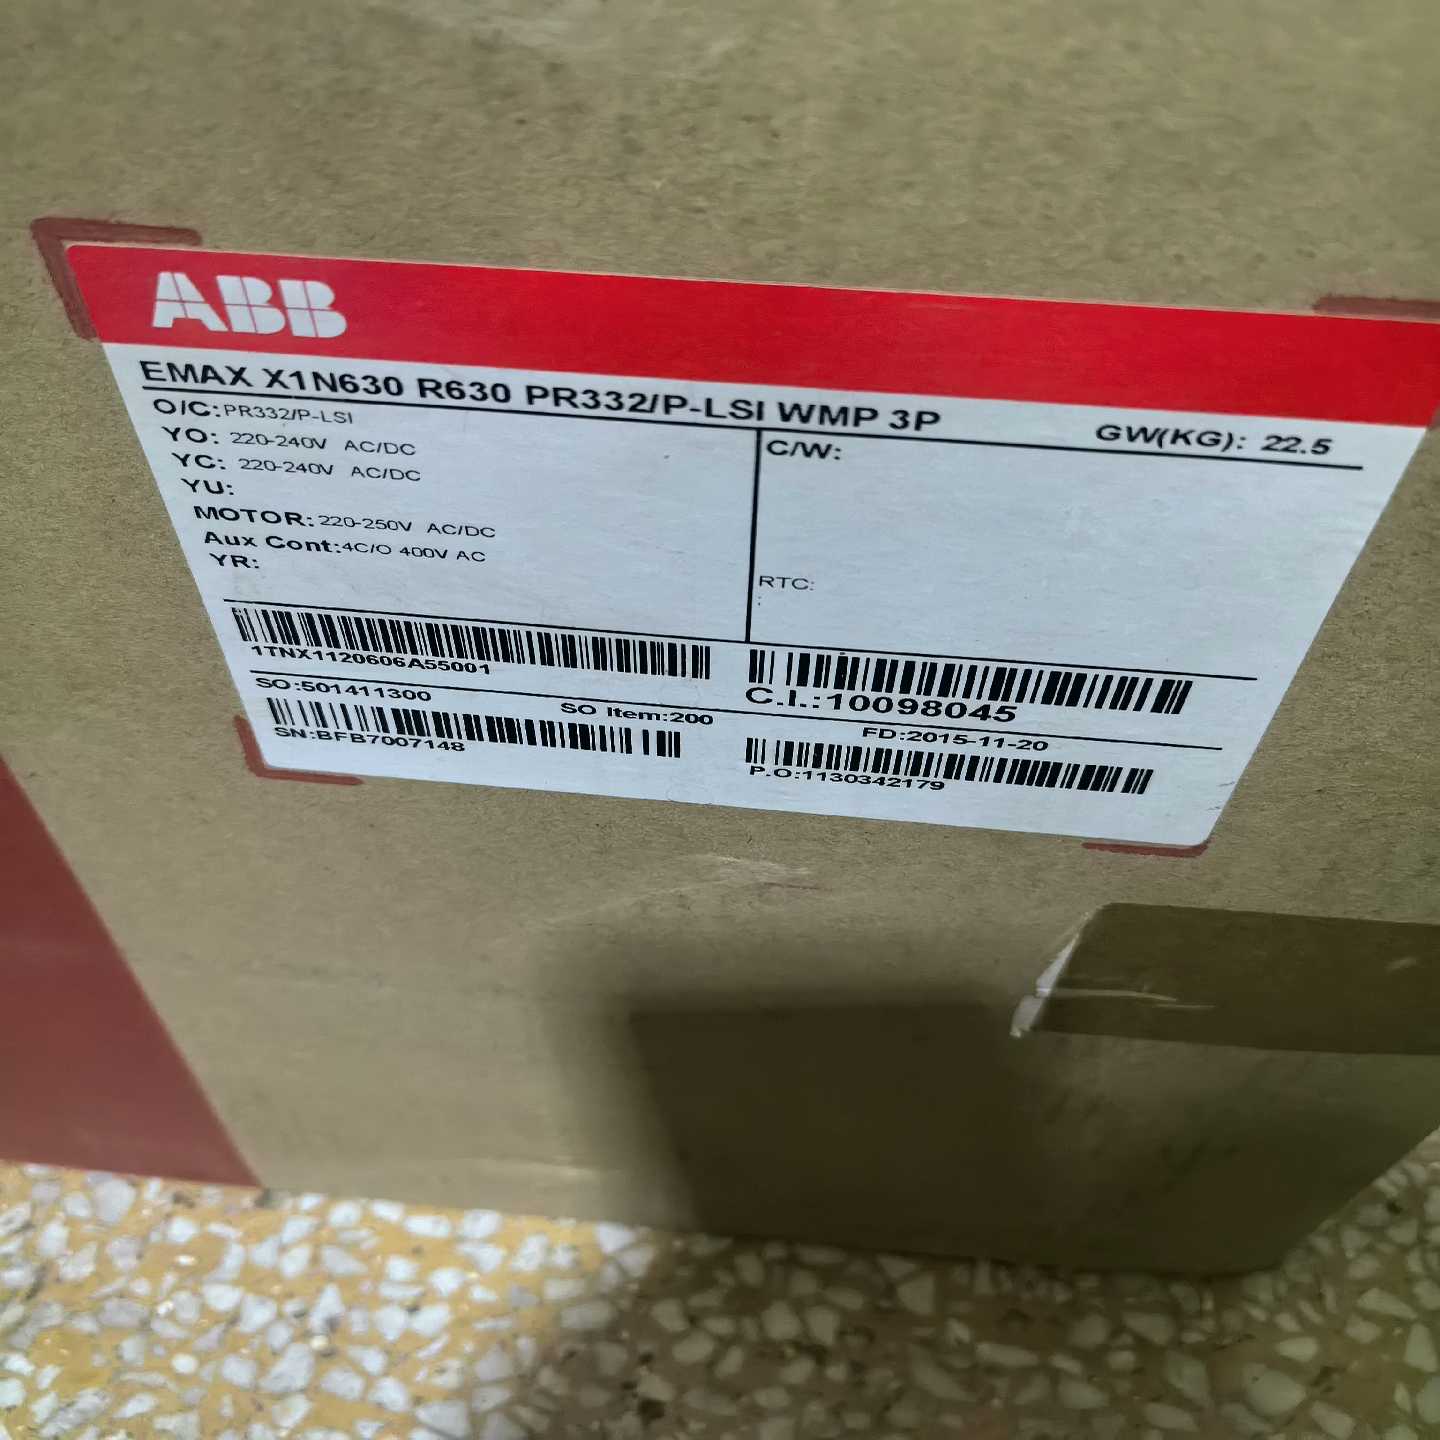 ABB
EMAX X1N630 R630 PR332/P-LSI WMP 3P
GW(KG): 22.5
O/C:PR332/P-LSI
YO: 220-240V AC/DC
YC: 220-240V AC/DC
YU:
MOTOR:220-250V AC/DC
Aux Cont:4C/O 400V AC
YR:
C/W:
RTC:
:
1TNX1120606A55001
C.I.:10098045
SO:501411300
SO Item:200
FD:2015-11-20
SN:BFB7007148
P.O:1130342179